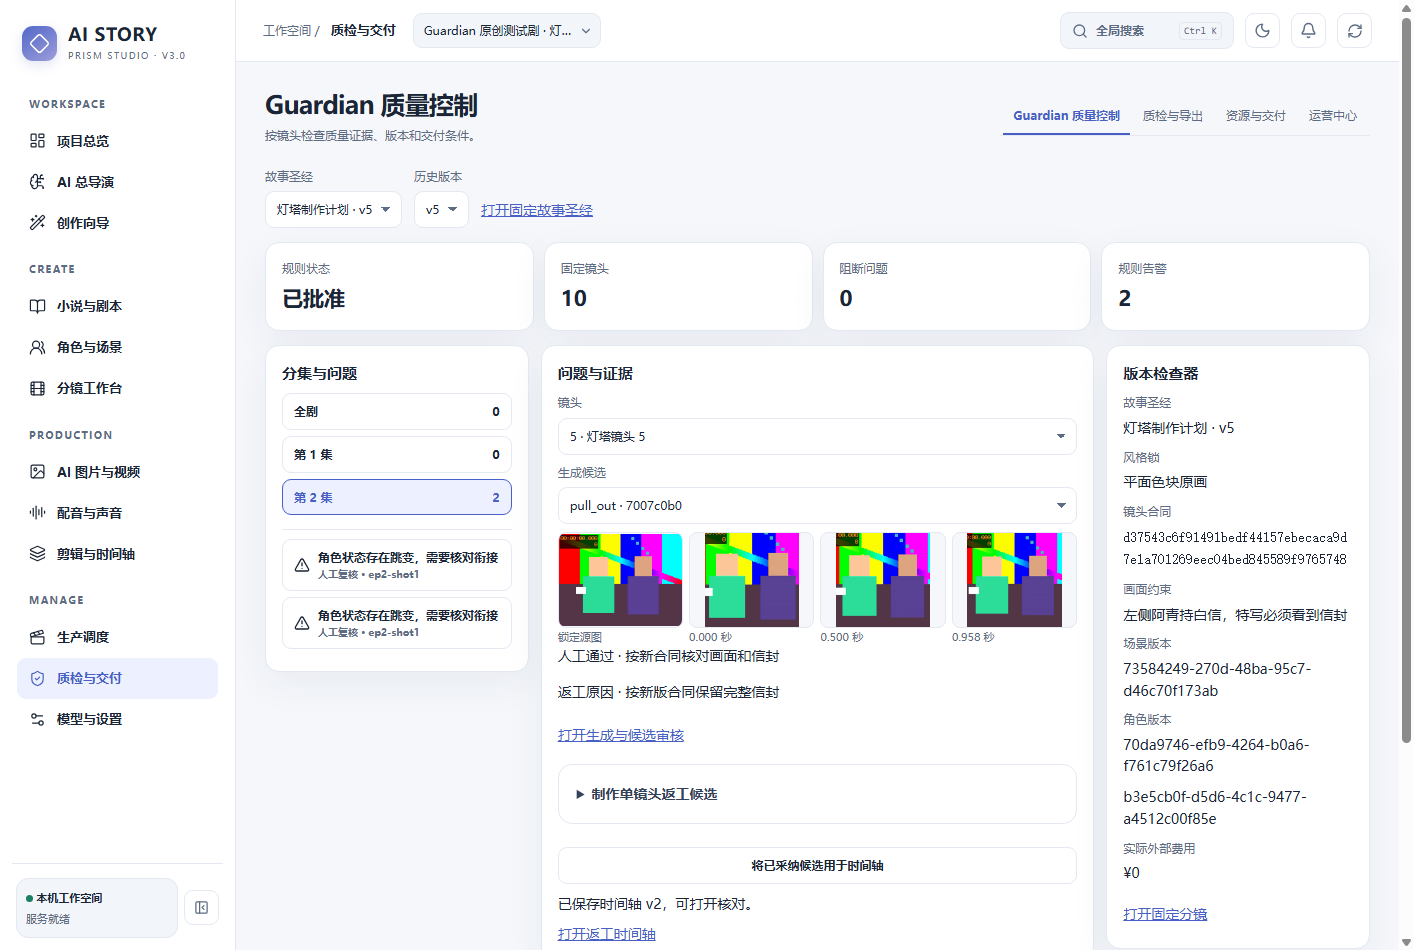 AI STORY
PRISM STUDIO · V3.0
WORKSPACE
项目总览
AI 总导演
创作向导
CREATE
小说与剧本
角色与场景
分镜工作台
PRODUCTION
AI 图片与视频
配音与声音
剪辑与时间轴
MANAGE
生产调度
质检与交付
模型与设置
本机工作空间
服务就绪
工作空间 / 质检与交付
Guardian 原创测试剧 · 灯...
全局搜索 Ctrl K
Guardian 质量控制
按镜头检查质量证据、版本和交付条件。
Guardian 质量控制 质检与导出 资源与交付 运营中心
故事圣经 历史版本
灯塔制作计划 · v5 v5 打开固定故事圣经
规则状态
已批准
固定镜头
10
阻断问题
0
规则告警
2
分集与问题
全剧 0
第 1 集 0
第 2 集 2
角色状态存在跳变，需要核对衔接
人工复核 • ep2-shot1
角色状态存在跳变，需要核对衔接
人工复核 • ep2-shot1
问题与证据
镜头
5 · 灯塔镜头 5
生成候选
pull_out · 7007c0b0
锁定源图 0.000 秒 0.500 秒 0.958 秒
人工通过 · 按新合同核对画面和信封
返工原因 · 按新版合同保留完整信封
打开生成与候选审核
制作单镜头返工候选
将已采纳候选用于时间轴
已保存时间轴 v2，可打开核对。
打开返工时间轴
版本检查器
故事圣经
灯塔制作计划 · v5
风格锁
平面色块原画
镜头合同
d37543c6f91491bedf44157ebecaca9d
7e1a701269eec04bed845589f9765748
画面约束
左侧阿青持白信，特写必须看到信封
场景版本
73584249-270d-48ba-95c7-
d46c70f173ab
角色版本
70da9746-efb9-4264-b0a6-
f761c79f26a6
b3e5cb0f-d5d6-4c1c-9477-
a4512c00f85e
实际外部费用
¥0
打开固定分镜